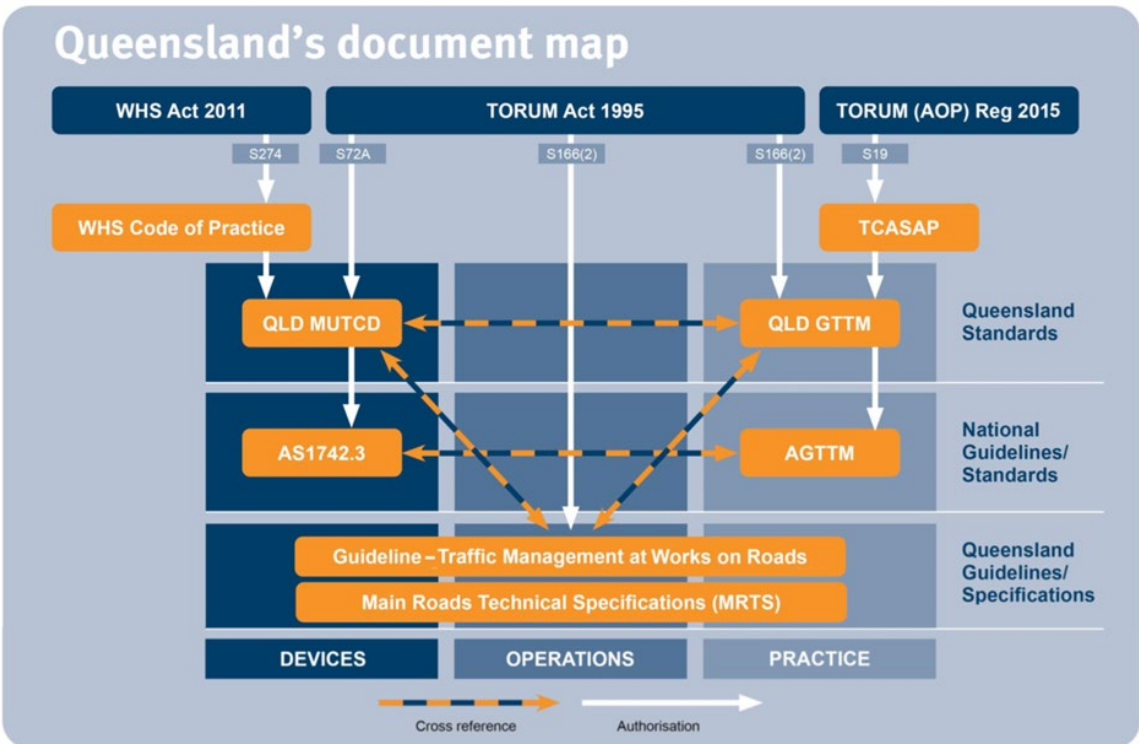 Queensland's document map
WHS Act 2011
TORUM Act 1995
TORUM (AOP) Reg 2015
S274
S72A
S166(2)
S166(2)
S19
WHS Code of Practice
TCASAP
QLD MUTCD
QLD GTTM
Queensland
Standards
AS1742.3
AGTTM
National
Guidelines/
Standards
Guideline – Traffic Management at Works on Roads
Main Roads Technical Specifications (MRTS)
Queensland
Guidelines/
Specifications
DEVICES
OPERATIONS
PRACTICE
Cross reference
Authorisation